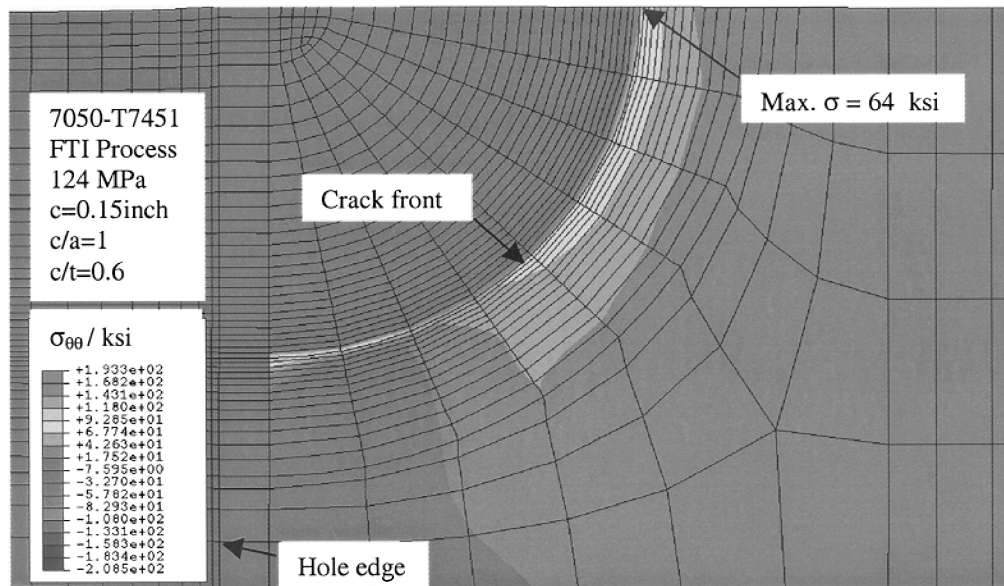 7050-T7451
FTI Process
124 MPa
c=0.15inch
c/a=1
c/t=0.6
Max. σ = 64 ksi
Crack front
σθθ / ksi
+1.933e+02
+1.682e+02
+1.431e+02
+1.180e+02
+9.285e+01
+6.774e+01
+4.263e+01
+1.752e+01
-7.595e+00
-3.270e+01
-5.782e+01
-8.293e+01
-1.080e+02
-1.331e+02
-1.583e+02
-1.834e+02
-2.085e+02
Hole edge